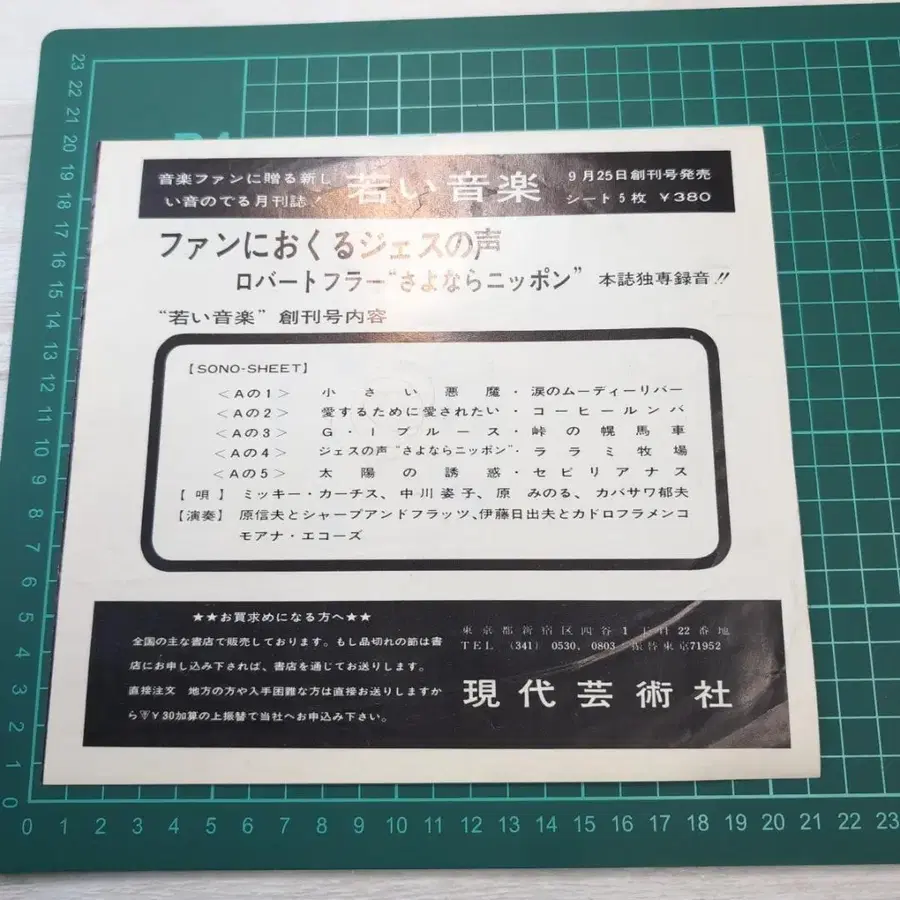 音楽ファンに贈る新し
い音のでる月刊誌!
若い音楽
9月25日創刊号発売
シート5枚 ¥380
ファンにおくるジェスの声
ロバートフラー“さよならニッポン” 本誌独専録音!!
“若い音楽”創刊号内容
【SONO-SHEET】
<Aの1> 小さい悪魔・涙のムーディーリバー
<Aの2> 愛するために愛されたい・コーヒールンバ
<Aの3> G・Iブルース・峠の幌馬車
<Aの4> ジェスの声“さよならニッポン”・ララミ牧場
<Aの5> 太陽の誘惑・セビリアナス
【唄】 ミッキー・カーチス、中川姿子、原 みのる、カバサワ郁夫
【演奏】 原信夫とシャープアンドフラッツ、伊藤日出夫とカドロフラメンコ
モアナ・エコーズ
★★お買求めになる方へ★★
全国の主な書店で販売しております。もし品切れの節は書
店にお申し込み下されば、書店を通じてお送りします。
直接注文 地方の方や入手困難な方は直接お送りしますか
ら〒¥30加算の上振替で当社へお申込み下さい。
東京都新宿区四谷1丁目22番地
TEL (341) 0530, 0803 振替東京71952
現代芸術社
23
22
21
20
19
18
17
16
15
14
13
12
11
10
9
8
7
6
5
4
3
2
1
0
0 1 2 3 4 5 6 7 8 9 10 11 12 13 14 15 16 17 18 19 20 21 22 23